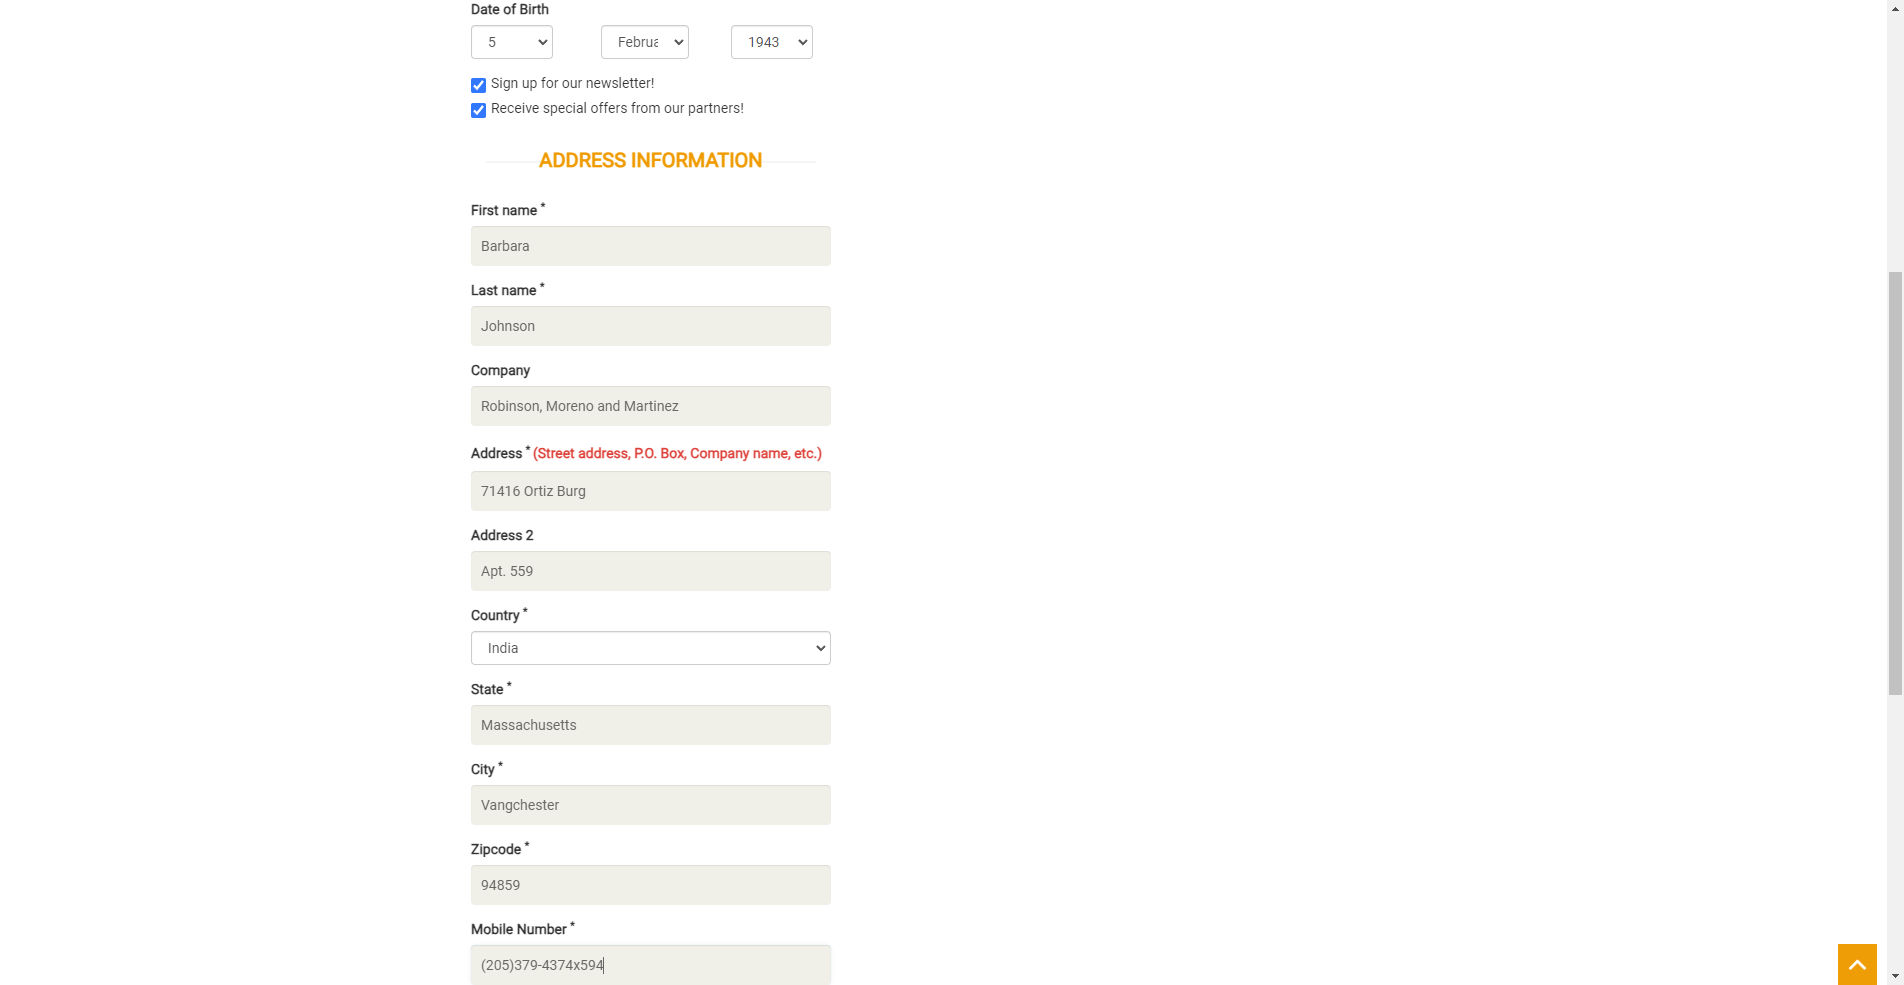 Date of Birth
5 Februa 1943
Sign up for our newsletter!
Receive special offers from our partners!
ADDRESS INFORMATION
First name *
Barbara
Last name *
Johnson
Company
Robinson, Moreno and Martinez
Address * (Street address, P.O. Box, Company name, etc.)
71416 Ortiz Burg
Address 2
Apt. 559
Country *
India
State *
Massachusetts
City *
Vangchester
Zipcode *
94859
Mobile Number *
(205)379-4374x594